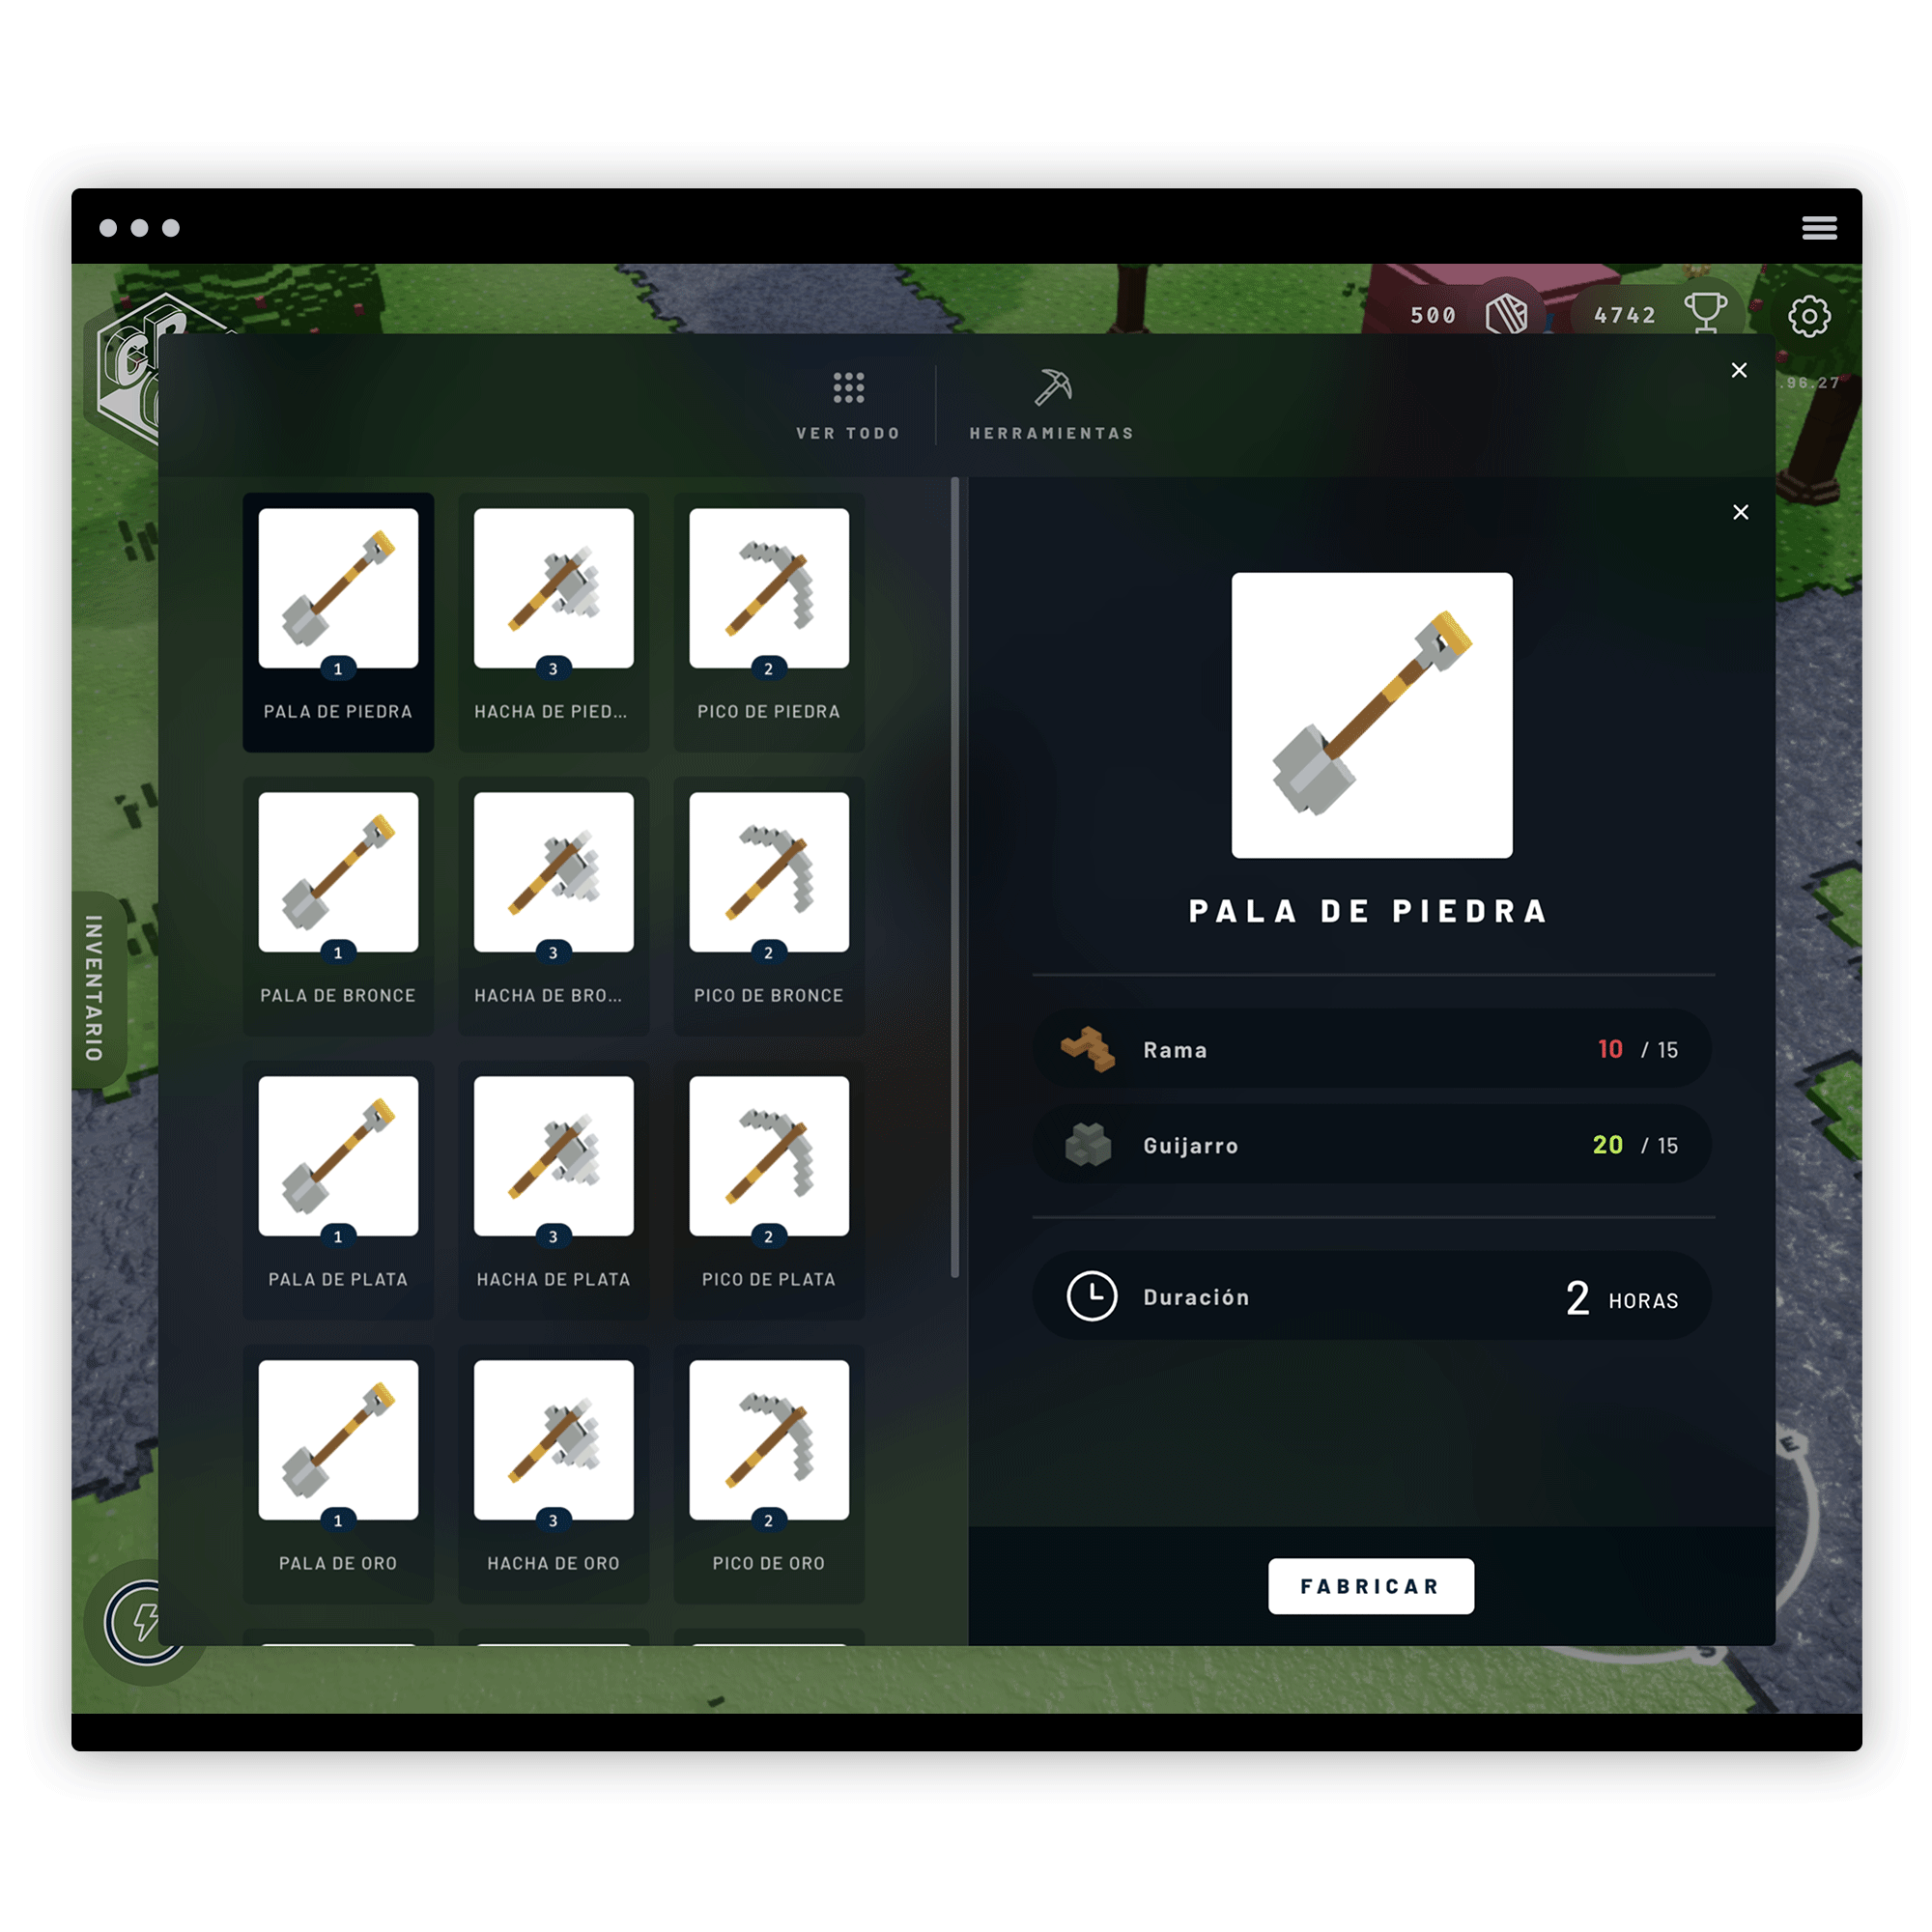 500
4742
.96.27
VER TODO
HERRAMIENTAS
1
3
2
PALA DE PIEDRA
HACHA DE PIED...
PICO DE PIEDRA
1
3
2
PALA DE BRONCE
HACHA DE BRO...
PICO DE BRONCE
1
3
2
PALA DE PLATA
HACHA DE PLATA
PICO DE PLATA
1
3
2
PALA DE ORO
HACHA DE ORO
PICO DE ORO
INVENTARIO
PALA DE PIEDRA
Rama
10 / 15
Guijarro
20 / 15
Duración
2 HORAS
FABRICAR
E
S